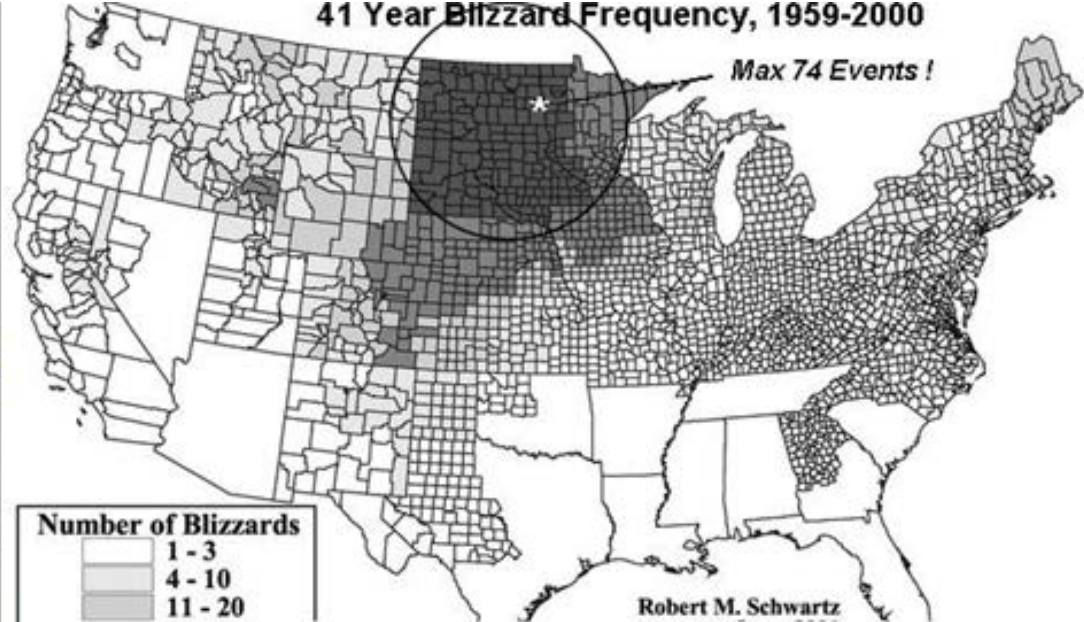 41 Year Blizzard Frequency, 1959-2000
Max 74 Events !
Number of Blizzards
1 - 3
4 - 10
11 - 20
Robert M. Schwartz